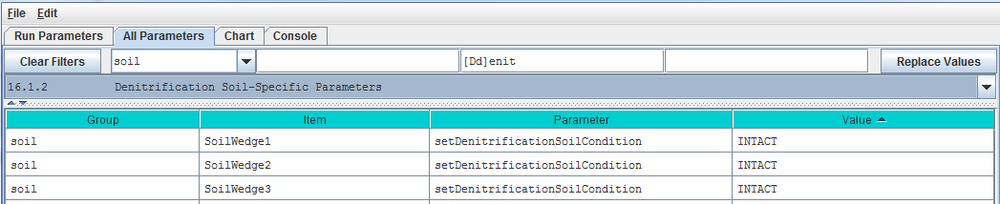 File Edit
Run Parameters All Parameters Chart Console
Clear Filters soil [Dd]enit Replace Values
16.1.2 Denitrification Soil-Specific Parameters
Group Item Parameter Value
soil SoilWedge1 setDenitrificationSoilCondition INTACT
soil SoilWedge2 setDenitrificationSoilCondition INTACT
soil SoilWedge3 setDenitrificationSoilCondition INTACT